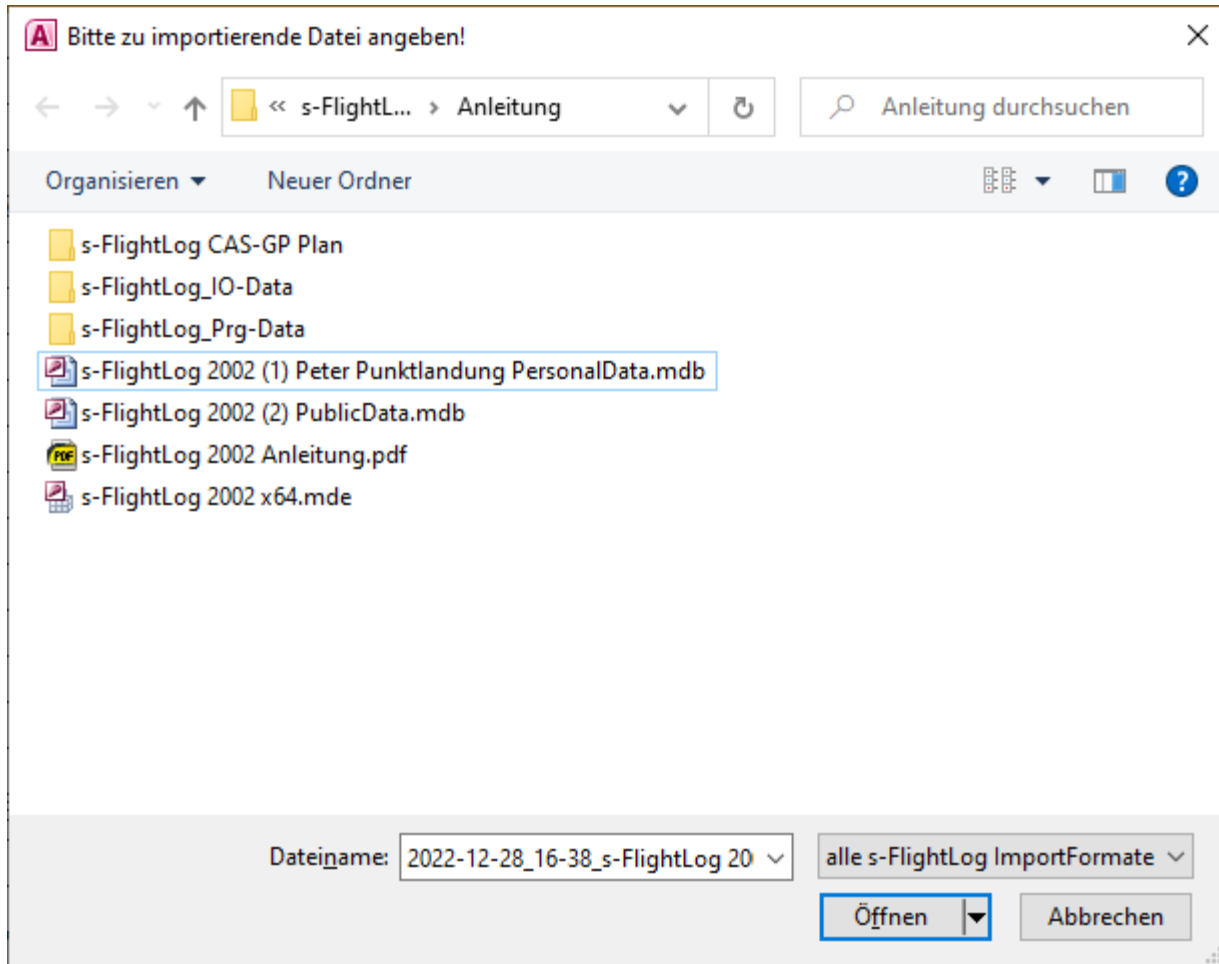 Bitte zu importierende Datei angeben!
« s-FlightL... › Anleitung
Anleitung durchsuchen
Organisieren
Neuer Ordner
?
s-FlightLog CAS-GP Plan
s-FlightLog_IO-Data
s-FlightLog_Prg-Data
s-FlightLog 2002 (1) Peter Punktlandung PersonalData.mdb
s-FlightLog 2002 (2) PublicData.mdb
s-FlightLog 2002 Anleitung.pdf
s-FlightLog 2002 x64.mde
Dateiname: 2022-12-28_16-38_s-FlightLog 20
alle s-FlightLog ImportFormate
Öffnen
Abbrechen